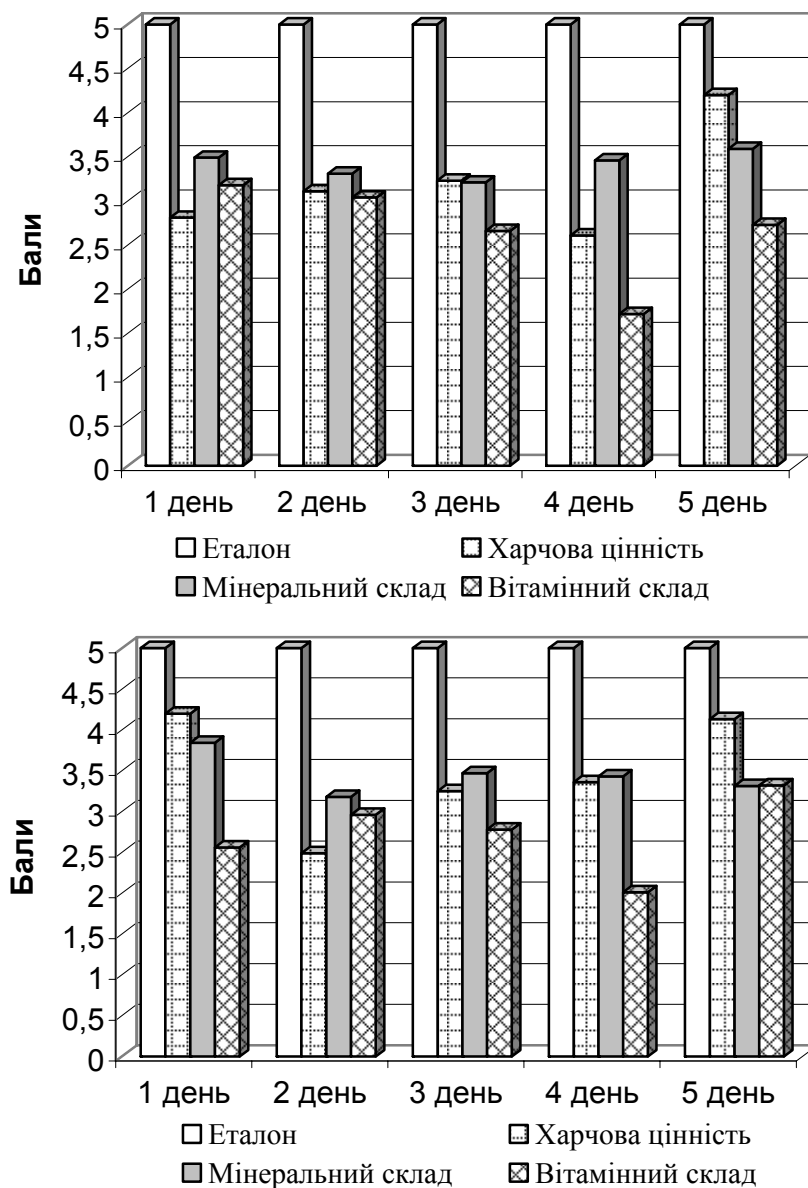 5
4,5
4
3,5
3
2,5
2
1,5
1
0,5
0
Бали
1 день 2 день 3 день 4 день 5 день
Еталон Харчова цінність
Мінеральний склад Вітамінний склад
5
4,5
4
3,5
3
2,5
2
1,5
1
0,5
0
Бали
1 день 2 день 3 день 4 день 5 день
Еталон Харчова цінність
Мінеральний склад Вітамінний склад